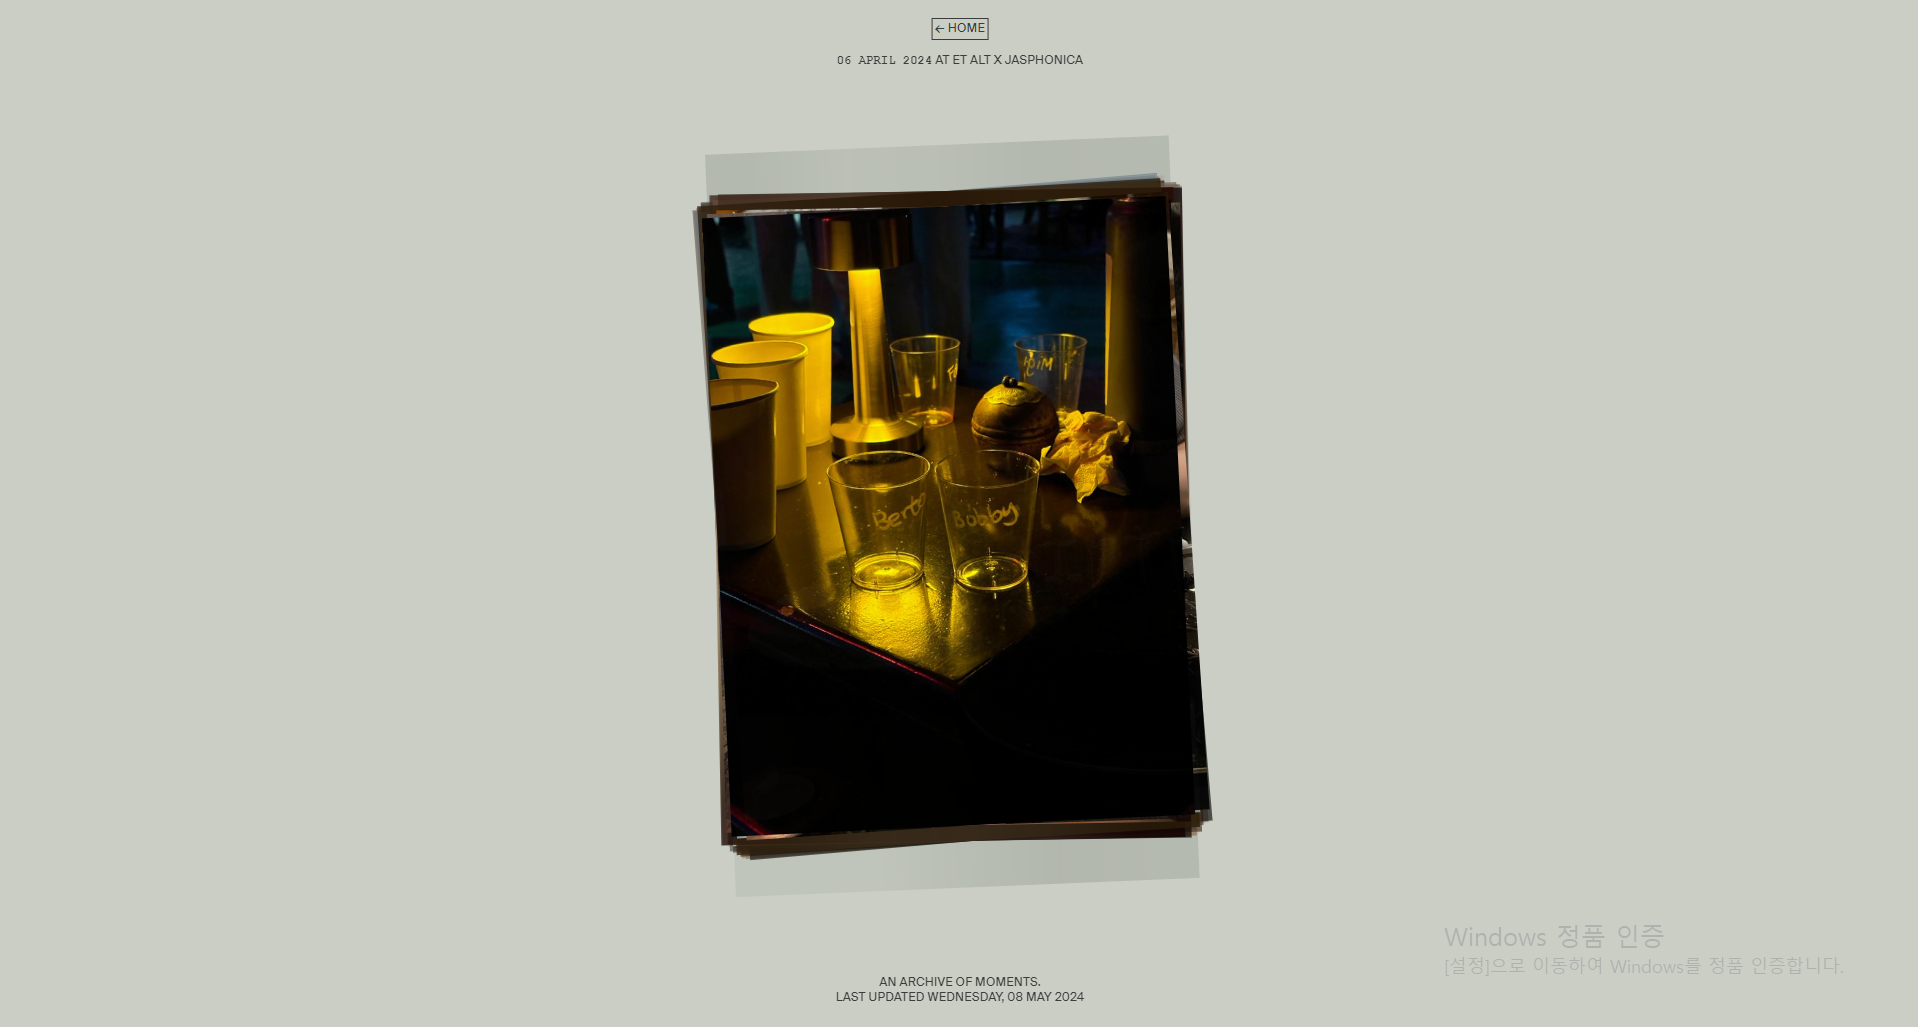 ← HOME
06 APRIL 2024 AT ET ALT X JASPHONICA
Bobby
AN ARCHIVE OF MOMENTS.
LAST UPDATED WEDNESDAY, 08 MAY 2024
Windows 정품 인증
[설정]으로 이동하여 Windows를 정품 인증합니다.